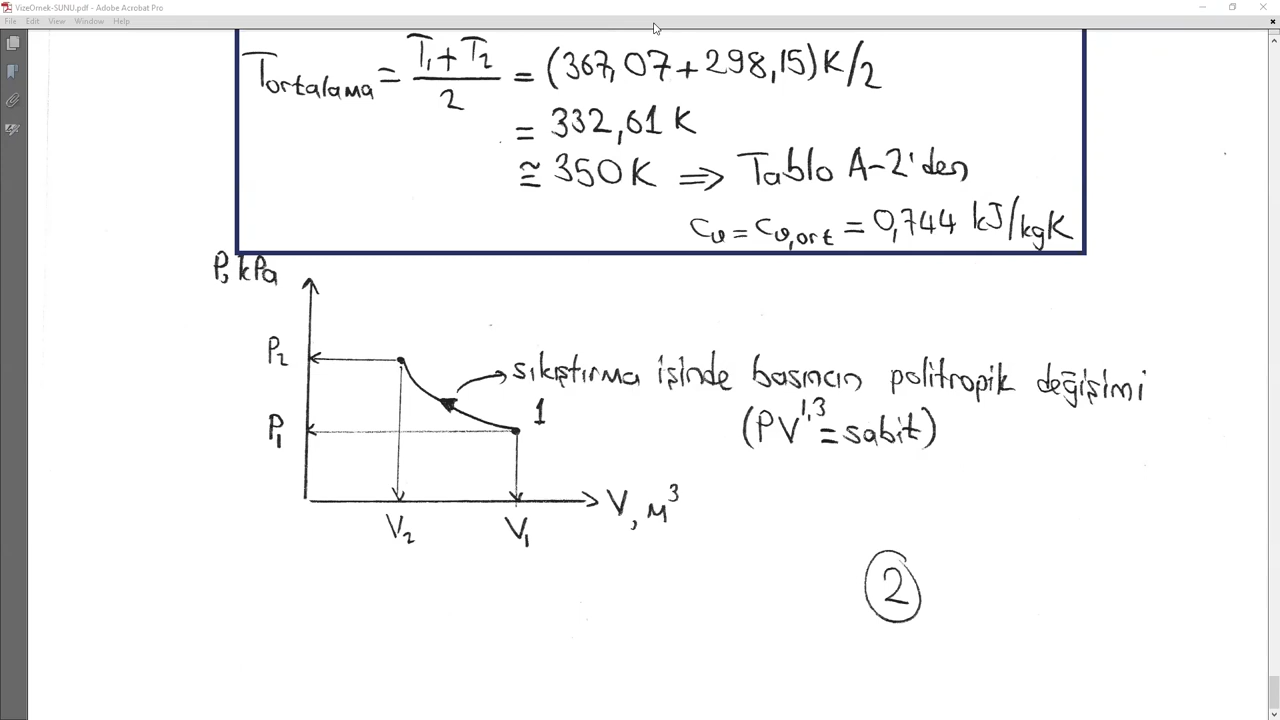 VizeOrnek-SUNU.pdf - Adobe Acrobat Pro
File Edit View Window Help
Tortalama = T1 + T2 / 2 = (367,07 + 298,15)K/2
= 332,61 K
≅ 350K ⇒ Tablo A-2'den
Cv = Cv,ort = 0,744 kJ/kgK
P, kPa
P2
sıkıştırma işinde basıncın politropik değişimi
1
(PV^1,3 = sabit)
P1
V, m³
V2 V1
2